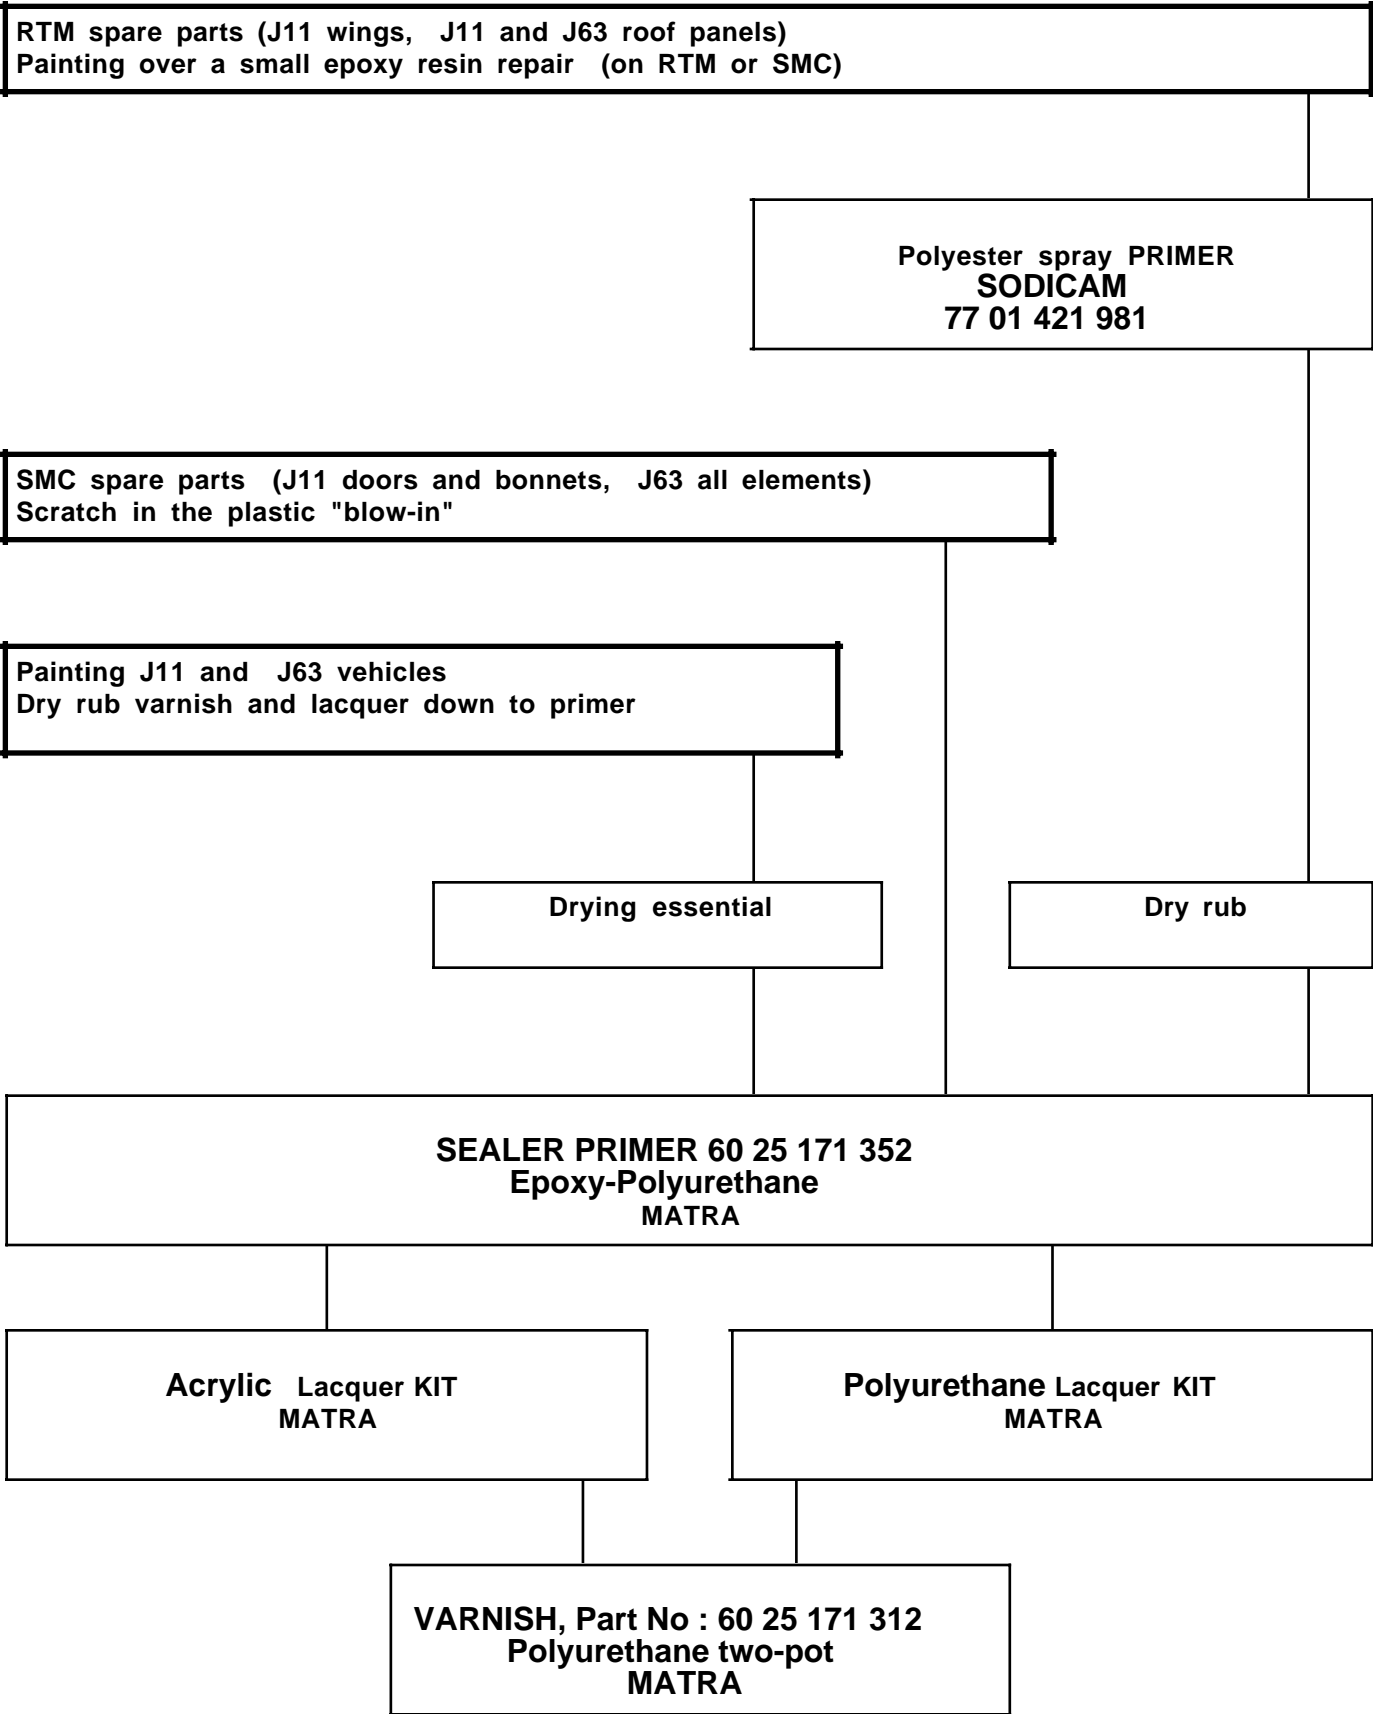 RTM spare parts (J11 wings, J11 and J63 roof panels)
Painting over a small epoxy resin repair (on RTM or SMC)
Polyester spray PRIMER
SODICAM
77 01 421 981
SMC spare parts (J11 doors and bonnets, J63 all elements)
Scratch in the plastic "blow-in"
Painting J11 and J63 vehicles
Dry rub varnish and lacquer down to primer
Drying essential
Dry rub
SEALER PRIMER 60 25 171 352
Epoxy-Polyurethane
MATRA
Acrylic Lacquer KIT
MATRA
Polyurethane Lacquer KIT
MATRA
VARNISH, Part No : 60 25 171 312
Polyurethane two-pot
MATRA